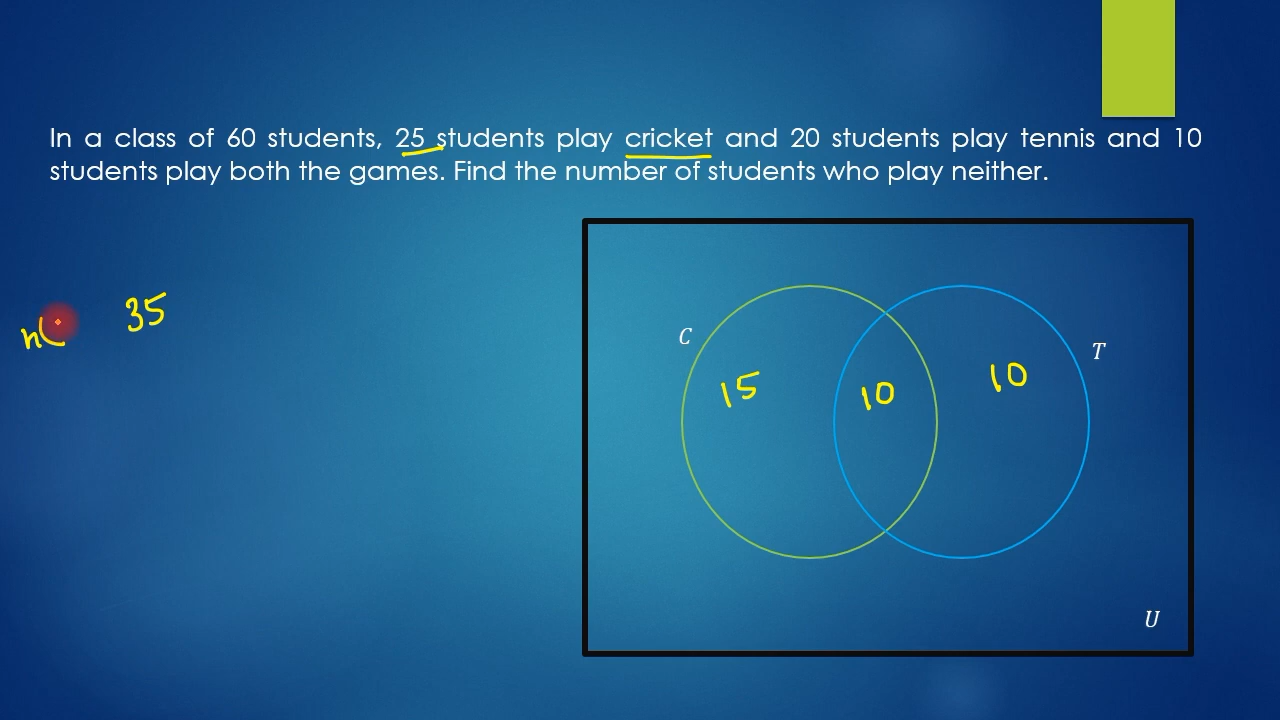 In a class of 60 students, 25 students play cricket and 20 students play tennis and 10
students play both the games. Find the number of students who play neither.
n(
35
C
T
15
10
10
U